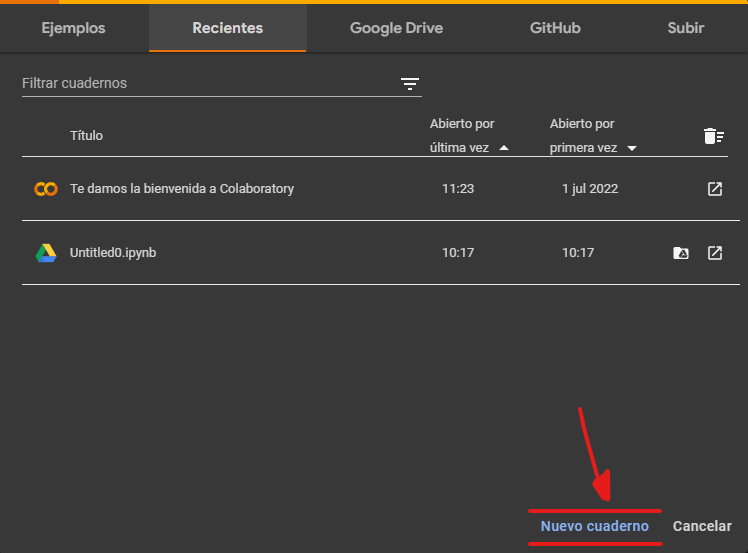 Ejemplos
Recientes
Google Drive
GitHub
Subir
Filtrar cuadernos
Título
Abierto por
última vez
Abierto por
primera vez
Te damos la bienvenida a Colaboratory
11:23
1 jul 2022
Untitled0.ipynb
10:17
10:17
Nuevo cuaderno
Cancelar